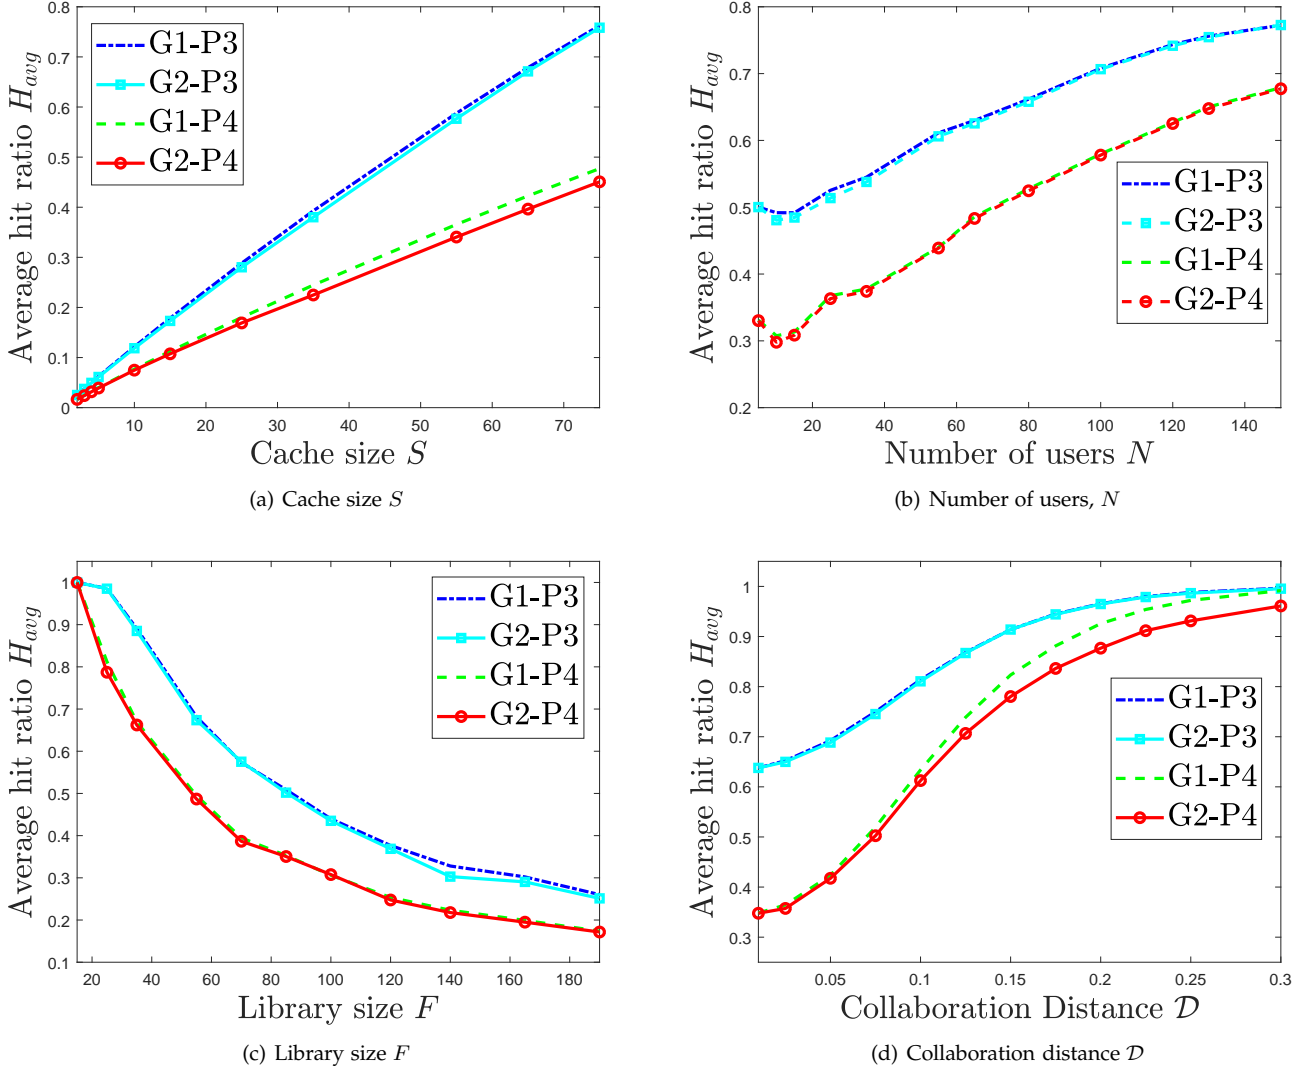 0.8
0.7
0.6
0.5
0.4
0.3
0.2
0.1
0
Average hit ratio H_avg
G1-P3
G2-P3
G1-P4
G2-P4
10 20 30 40 50 60 70
Cache size S
(a) Cache size S
0.8
0.7
0.6
0.5
0.4
0.3
0.2
Average hit ratio H_avg
G1-P3
G2-P3
G1-P4
G2-P4
20 40 60 80 100 120 140
Number of users N
(b) Number of users, N
1
0.9
0.8
0.7
0.6
0.5
0.4
0.3
0.2
0.1
Average hit ratio H_avg
G1-P3
G2-P3
G1-P4
G2-P4
20 40 60 80 100 120 140 160 180
Library size F
(c) Library size F
1
0.9
0.8
0.7
0.6
0.5
0.4
0.3
Average hit ratio H_avg
G1-P3
G2-P3
G1-P4
G2-P4
0.05 0.1 0.15 0.2 0.25 0.3
Collaboration Distance 𝒟
(d) Collaboration distance 𝒟